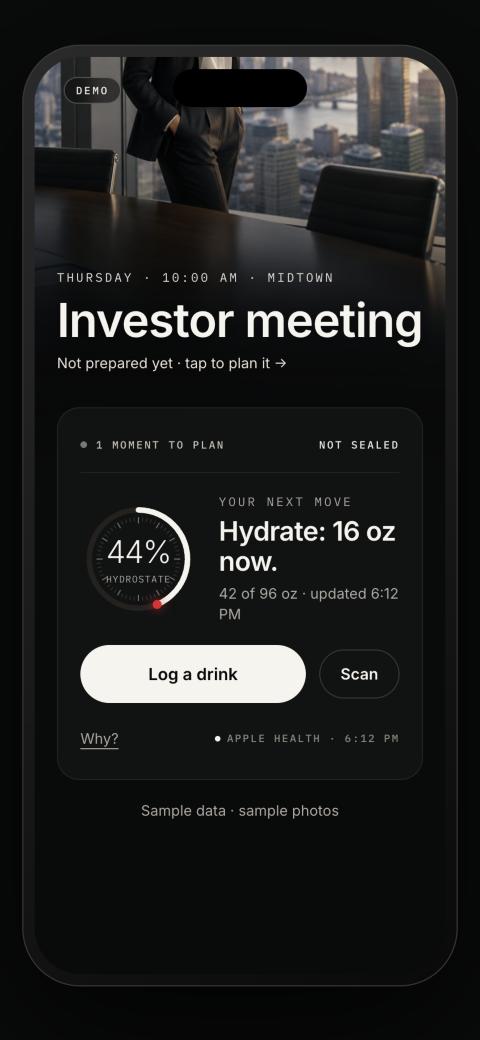 DEMO
THURSDAY · 10:00 AM · MIDTOWN
Investor meeting
Not prepared yet · tap to plan it →
1 MOMENT TO PLAN
NOT SEALED
44%
HYDROSTATE
YOUR NEXT MOVE
Hydrate: 16 oz
now.
42 of 96 oz · updated 6:12
PM
Log a drink
Scan
Why?
APPLE HEALTH · 6:12 PM
Sample data · sample photos